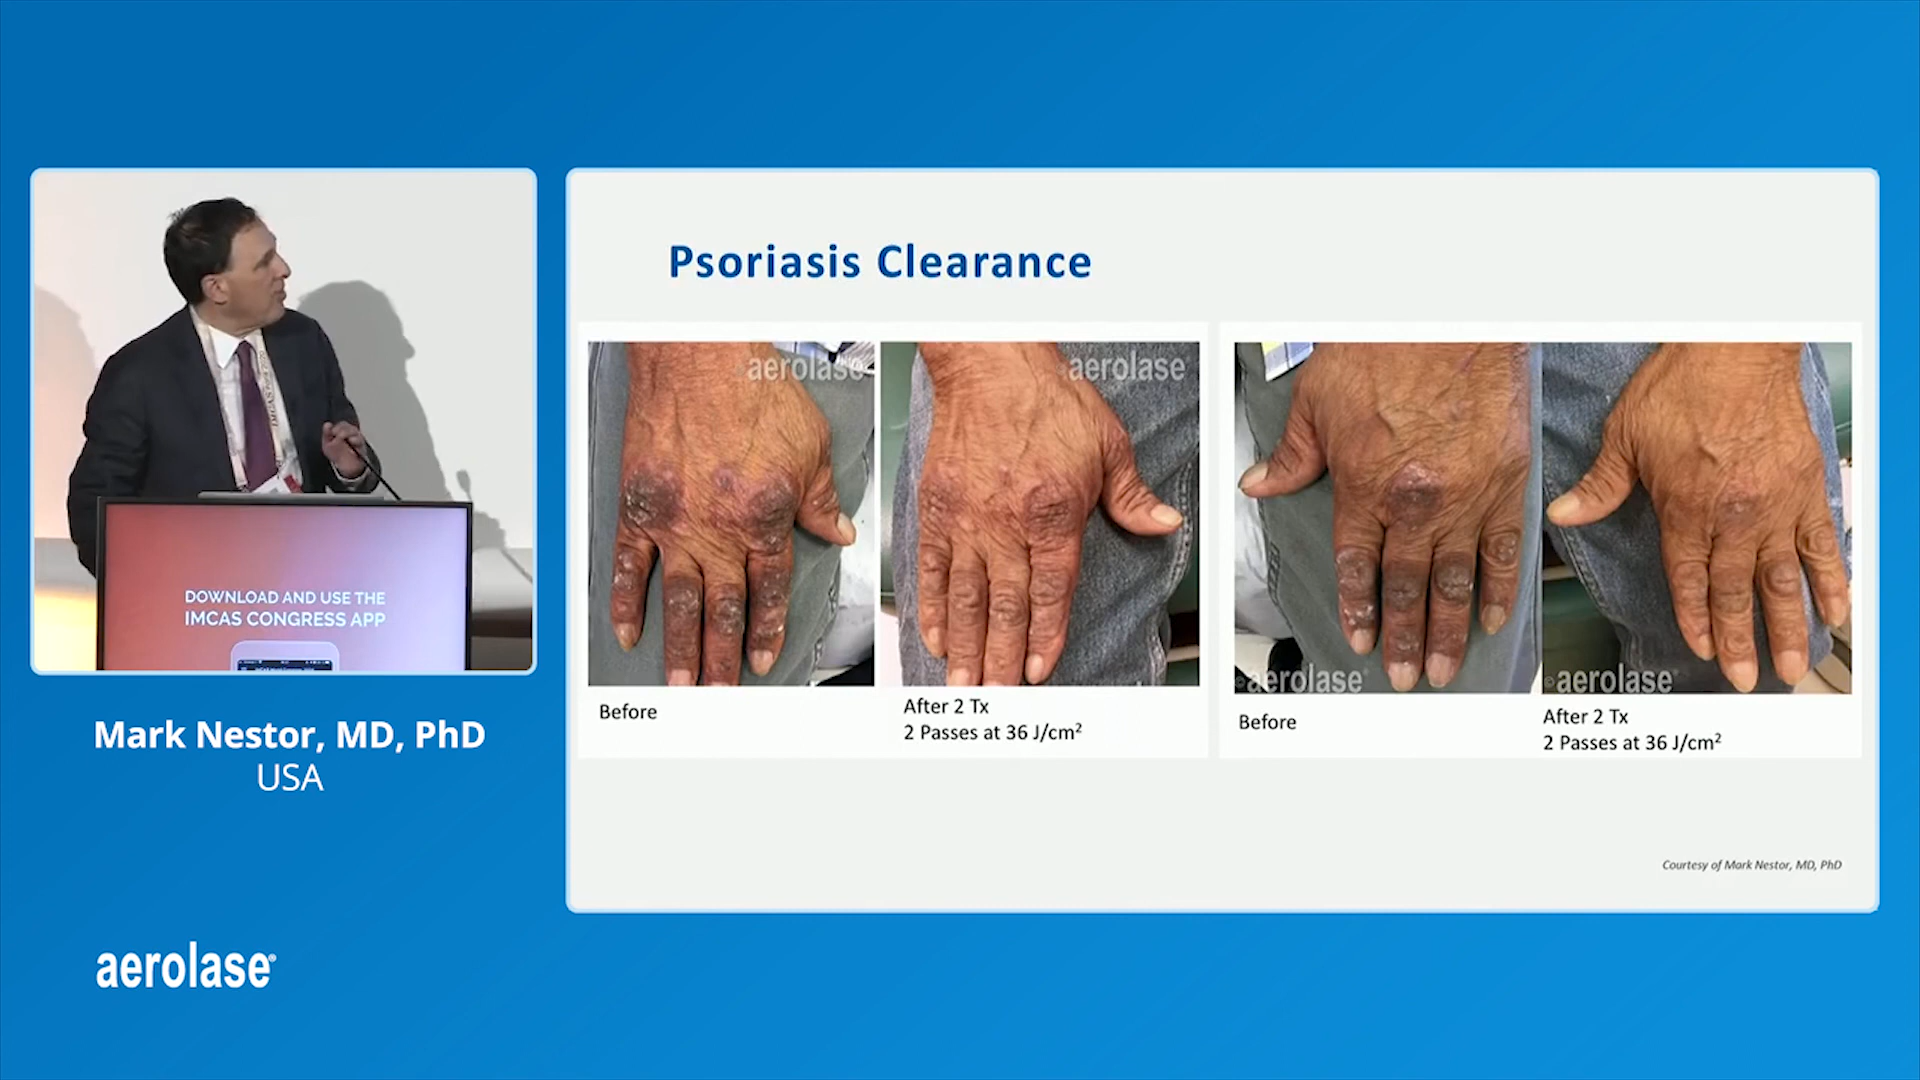 Psoriasis Clearance
aerolase
aerolase
Before
After 2 Tx
2 Passes at 36 J/cm²
©aerolase®
©aerolase®
Before
After 2 Tx
2 Passes at 36 J/cm²
Courtesy of Mark Nestor, MD, PhD
DOWNLOAD AND USE THE
IMCAS CONGRESS APP
Mark Nestor, MD, PhD
USA
aerolase®